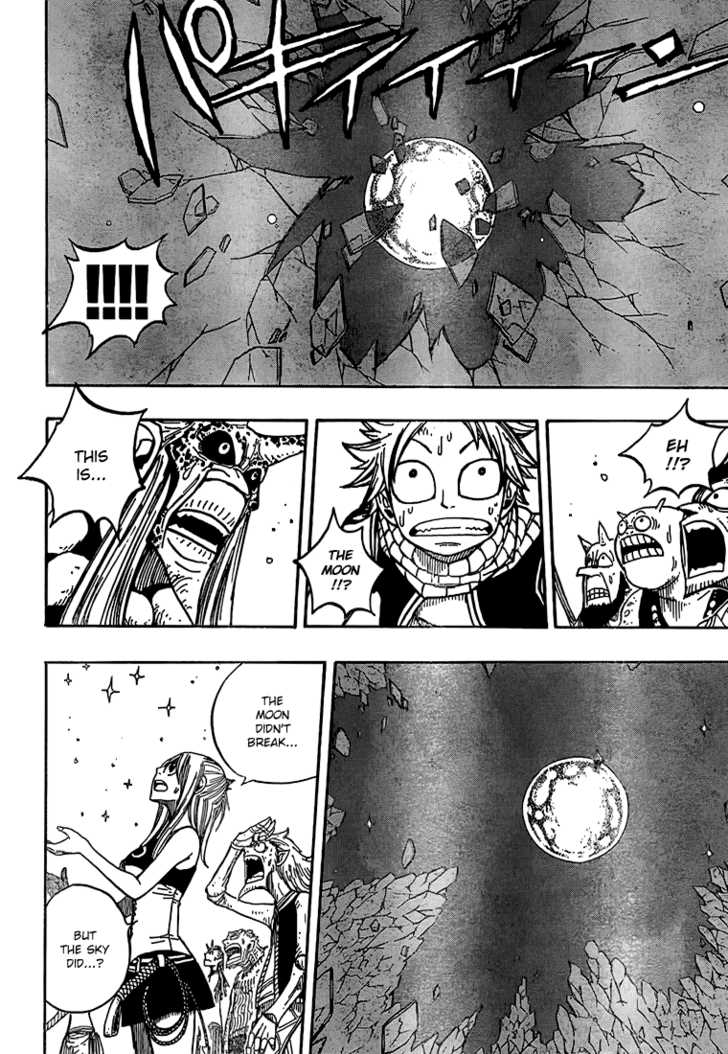 パキィイイイイン
!!!!
EH
!!?
THE
MOON
!!?
THIS
IS...
THE
MOON
DIDN'T
BREAK...
BUT
THE SKY
DID...?